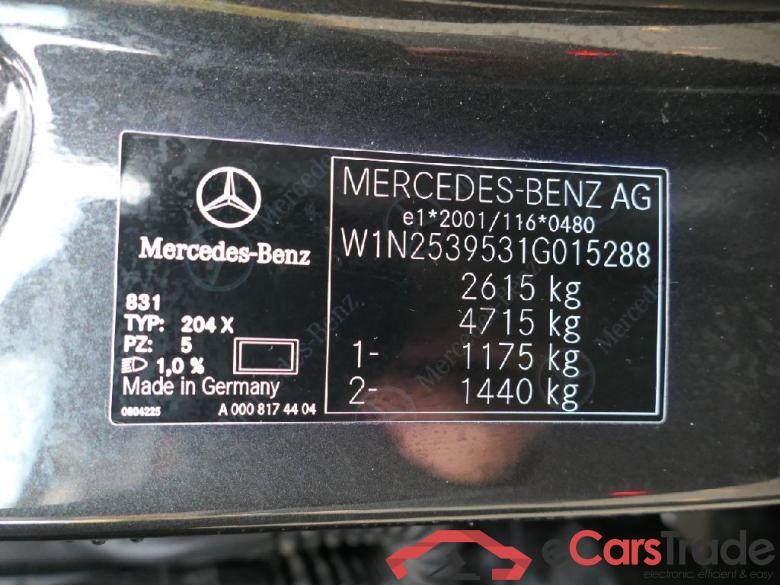 Mercedes-Benz
831
TYP: 204 X
PZ: 5
1,0 %
Made in Germany
0804225
A 000 817 44 04
MERCEDES-BENZ AG
e1*2001/116*0480
W1N2539531G015288
2615 kg
4715 kg
1- 1175 kg
2- 1440 kg
eCarsTrade
electronic, efficient & easy